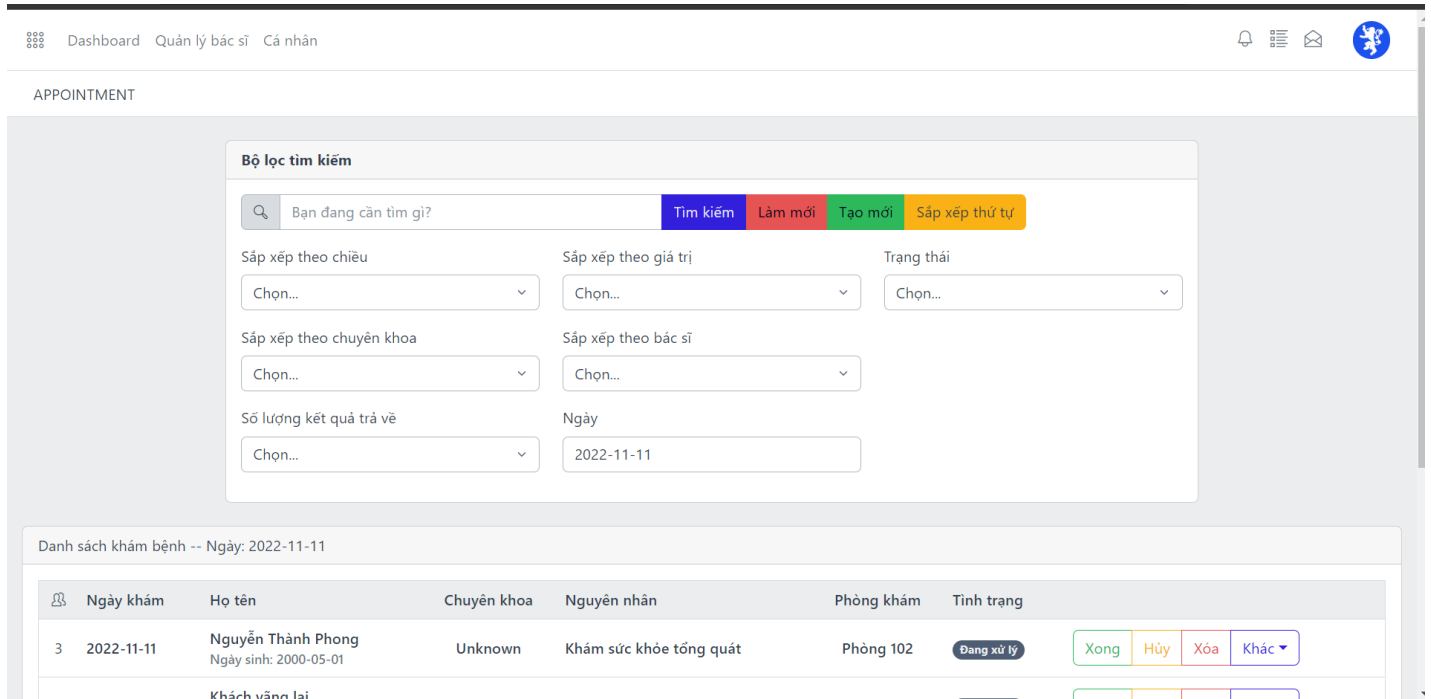 Dashboard Quản lý bác sĩ Cá nhân
APPOINTMENT
Bộ lọc tìm kiếm
Bạn đang cần tìm gì? Tìm kiếm Làm mới Tạo mới Sắp xếp thứ tự
Sắp xếp theo chiều Sắp xếp theo giá trị Trạng thái
Chọn... Chọn... Chọn...
Sắp xếp theo chuyên khoa Sắp xếp theo bác sĩ
Chọn... Chọn...
Số lượng kết quả trả về Ngày
Chọn... 2022-11-11
Danh sách khám bệnh -- Ngày: 2022-11-11
Ngày khám Họ tên Chuyên khoa Nguyên nhân Phòng khám Tình trạng
3 2022-11-11 Nguyễn Thành Phong Unknown Khám sức khỏe tổng quát Phòng 102 Đang xử lý Xong Hủy Xóa Khác
Ngày sinh: 2000-05-01
Khách vãng lai